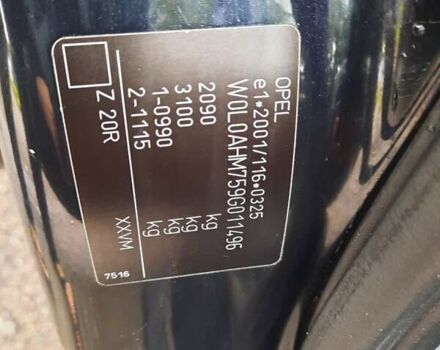 OPEL
e1*2001/116*0325
W0L0AHM759G011496
2090 kg
3100 kg
1-0990 kg
2-1115 kg
Z 20R XXVM
7516